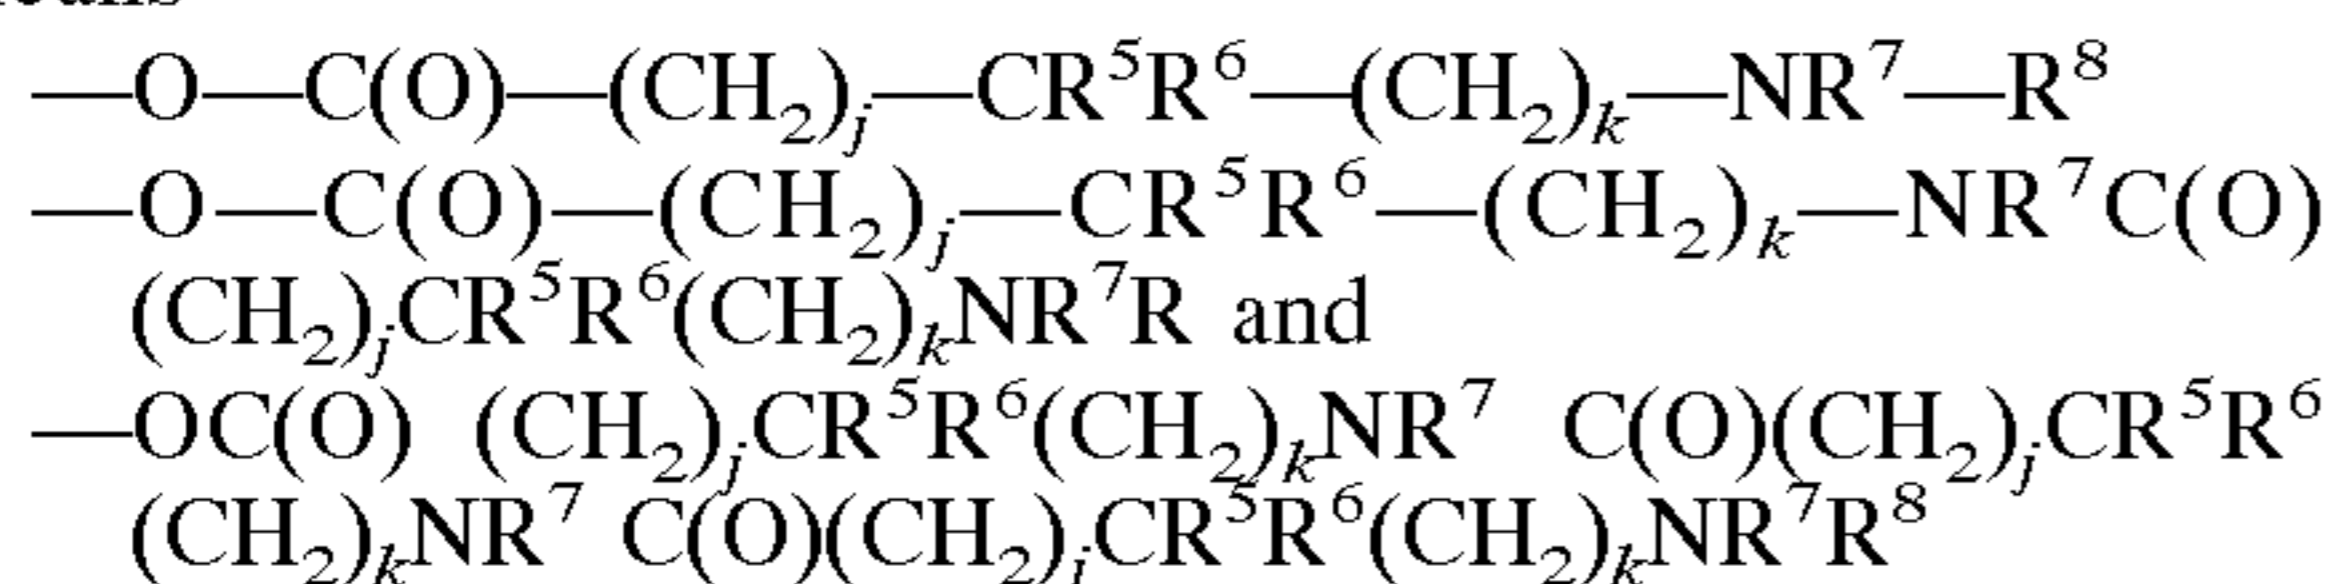 —O—C(O)—(CH₂)ⱼ—CR⁵R⁶—(CH₂)ₖ—NR⁷—R⁸
—O—C(O)—(CH₂)ⱼ—CR⁵R⁶—(CH₂)ₖ—NR⁷C(O)
(CH₂)ⱼCR⁵R⁶(CH₂)ₖNR⁷R and
—OC(O) (CH₂)ⱼCR⁵R⁶(CH₂)ₖNR⁷ C(O)(CH₂)ⱼCR⁵R⁶
(CH₂)ₖNR⁷ C(O)(CH₂)ⱼCR⁵R⁶(CH₂)ₖNR⁷R⁸